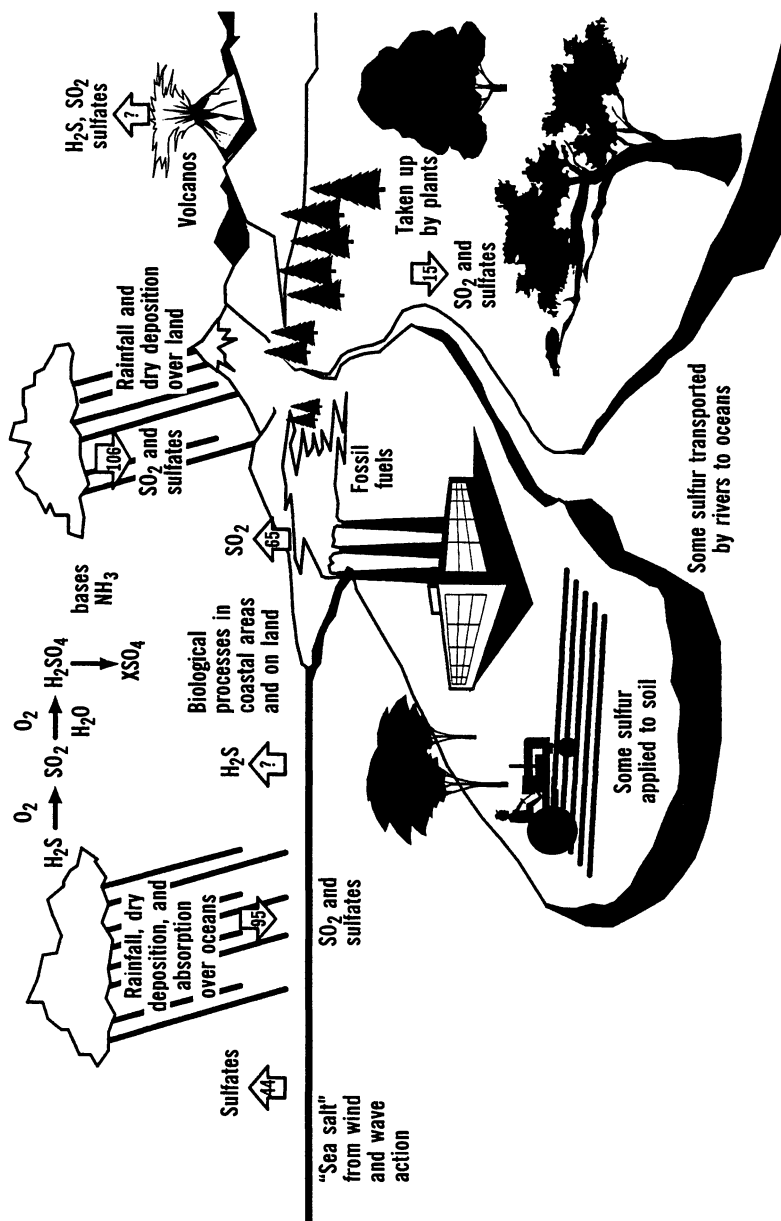 O₂
O₂
H₂S → SO₂ → H₂SO₄
H₂O
↓
XSO₄
bases
NH₃
H₂S, SO₂
sulfates
?
Volcanos
Rainfall and
dry deposition
over land
106
SO₂ and
sulfates
Rainfall, dry
deposition, and
absorption
over oceans
95
SO₂ and
sulfates
Sulfates
44
"Sea salt"
from wind
and wave
action
H₂S
?
Biological
processes in
coastal areas
and on land
SO₂
65
Fossil
fuels
Taken up
by plants
15
SO₂ and
sulfates
Some sulfur
applied to soil
Some sulfur transported
by rivers to oceans